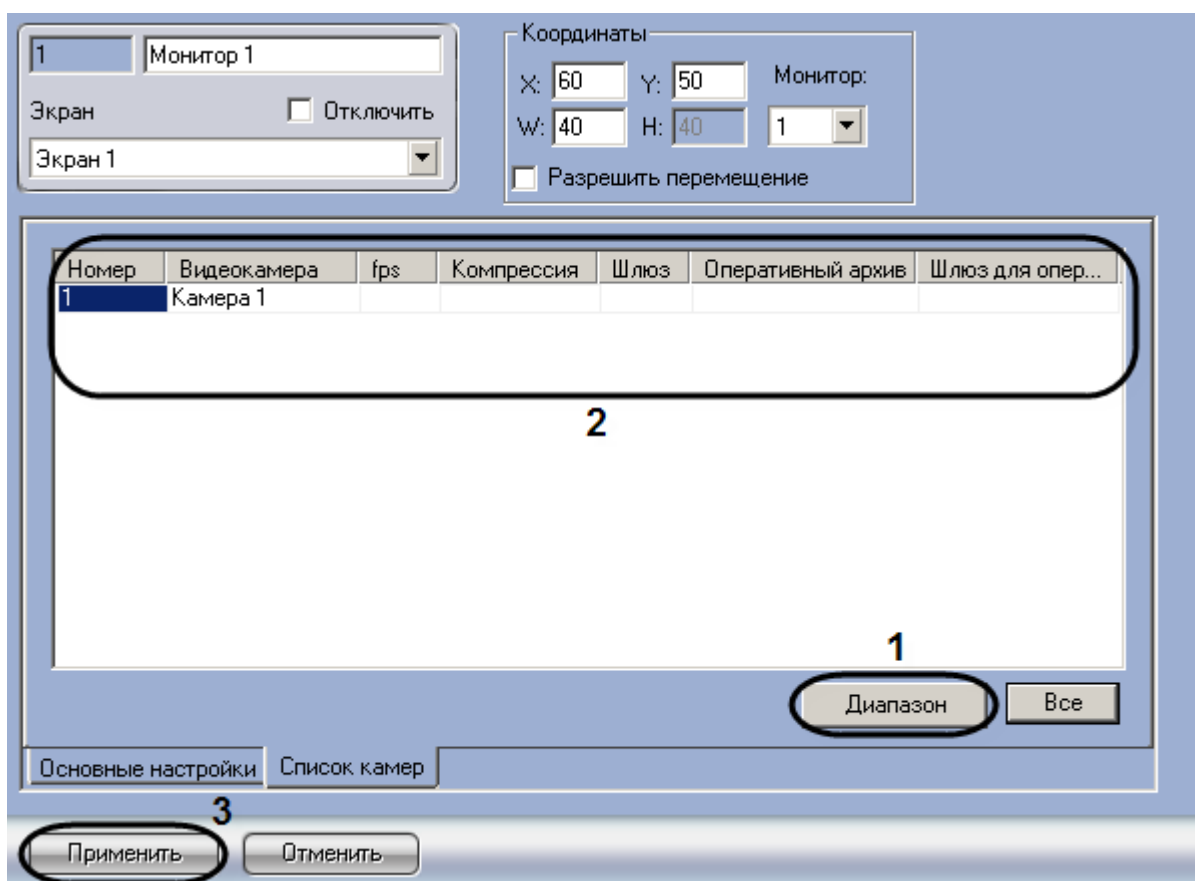 Координаты
1 Монитор 1
X: 60 Y: 50 Монитор:
Экран Отключить
W: 40 H: 40 1
Экран 1
Разрешить перемещение
Номер Видеокамера fps Компрессия Шлюз Оперативный архив Шлюз для опер...
1 Камера 1
2
1
Диапазон Все
Основные настройки Список камер
3
Применить Отменить